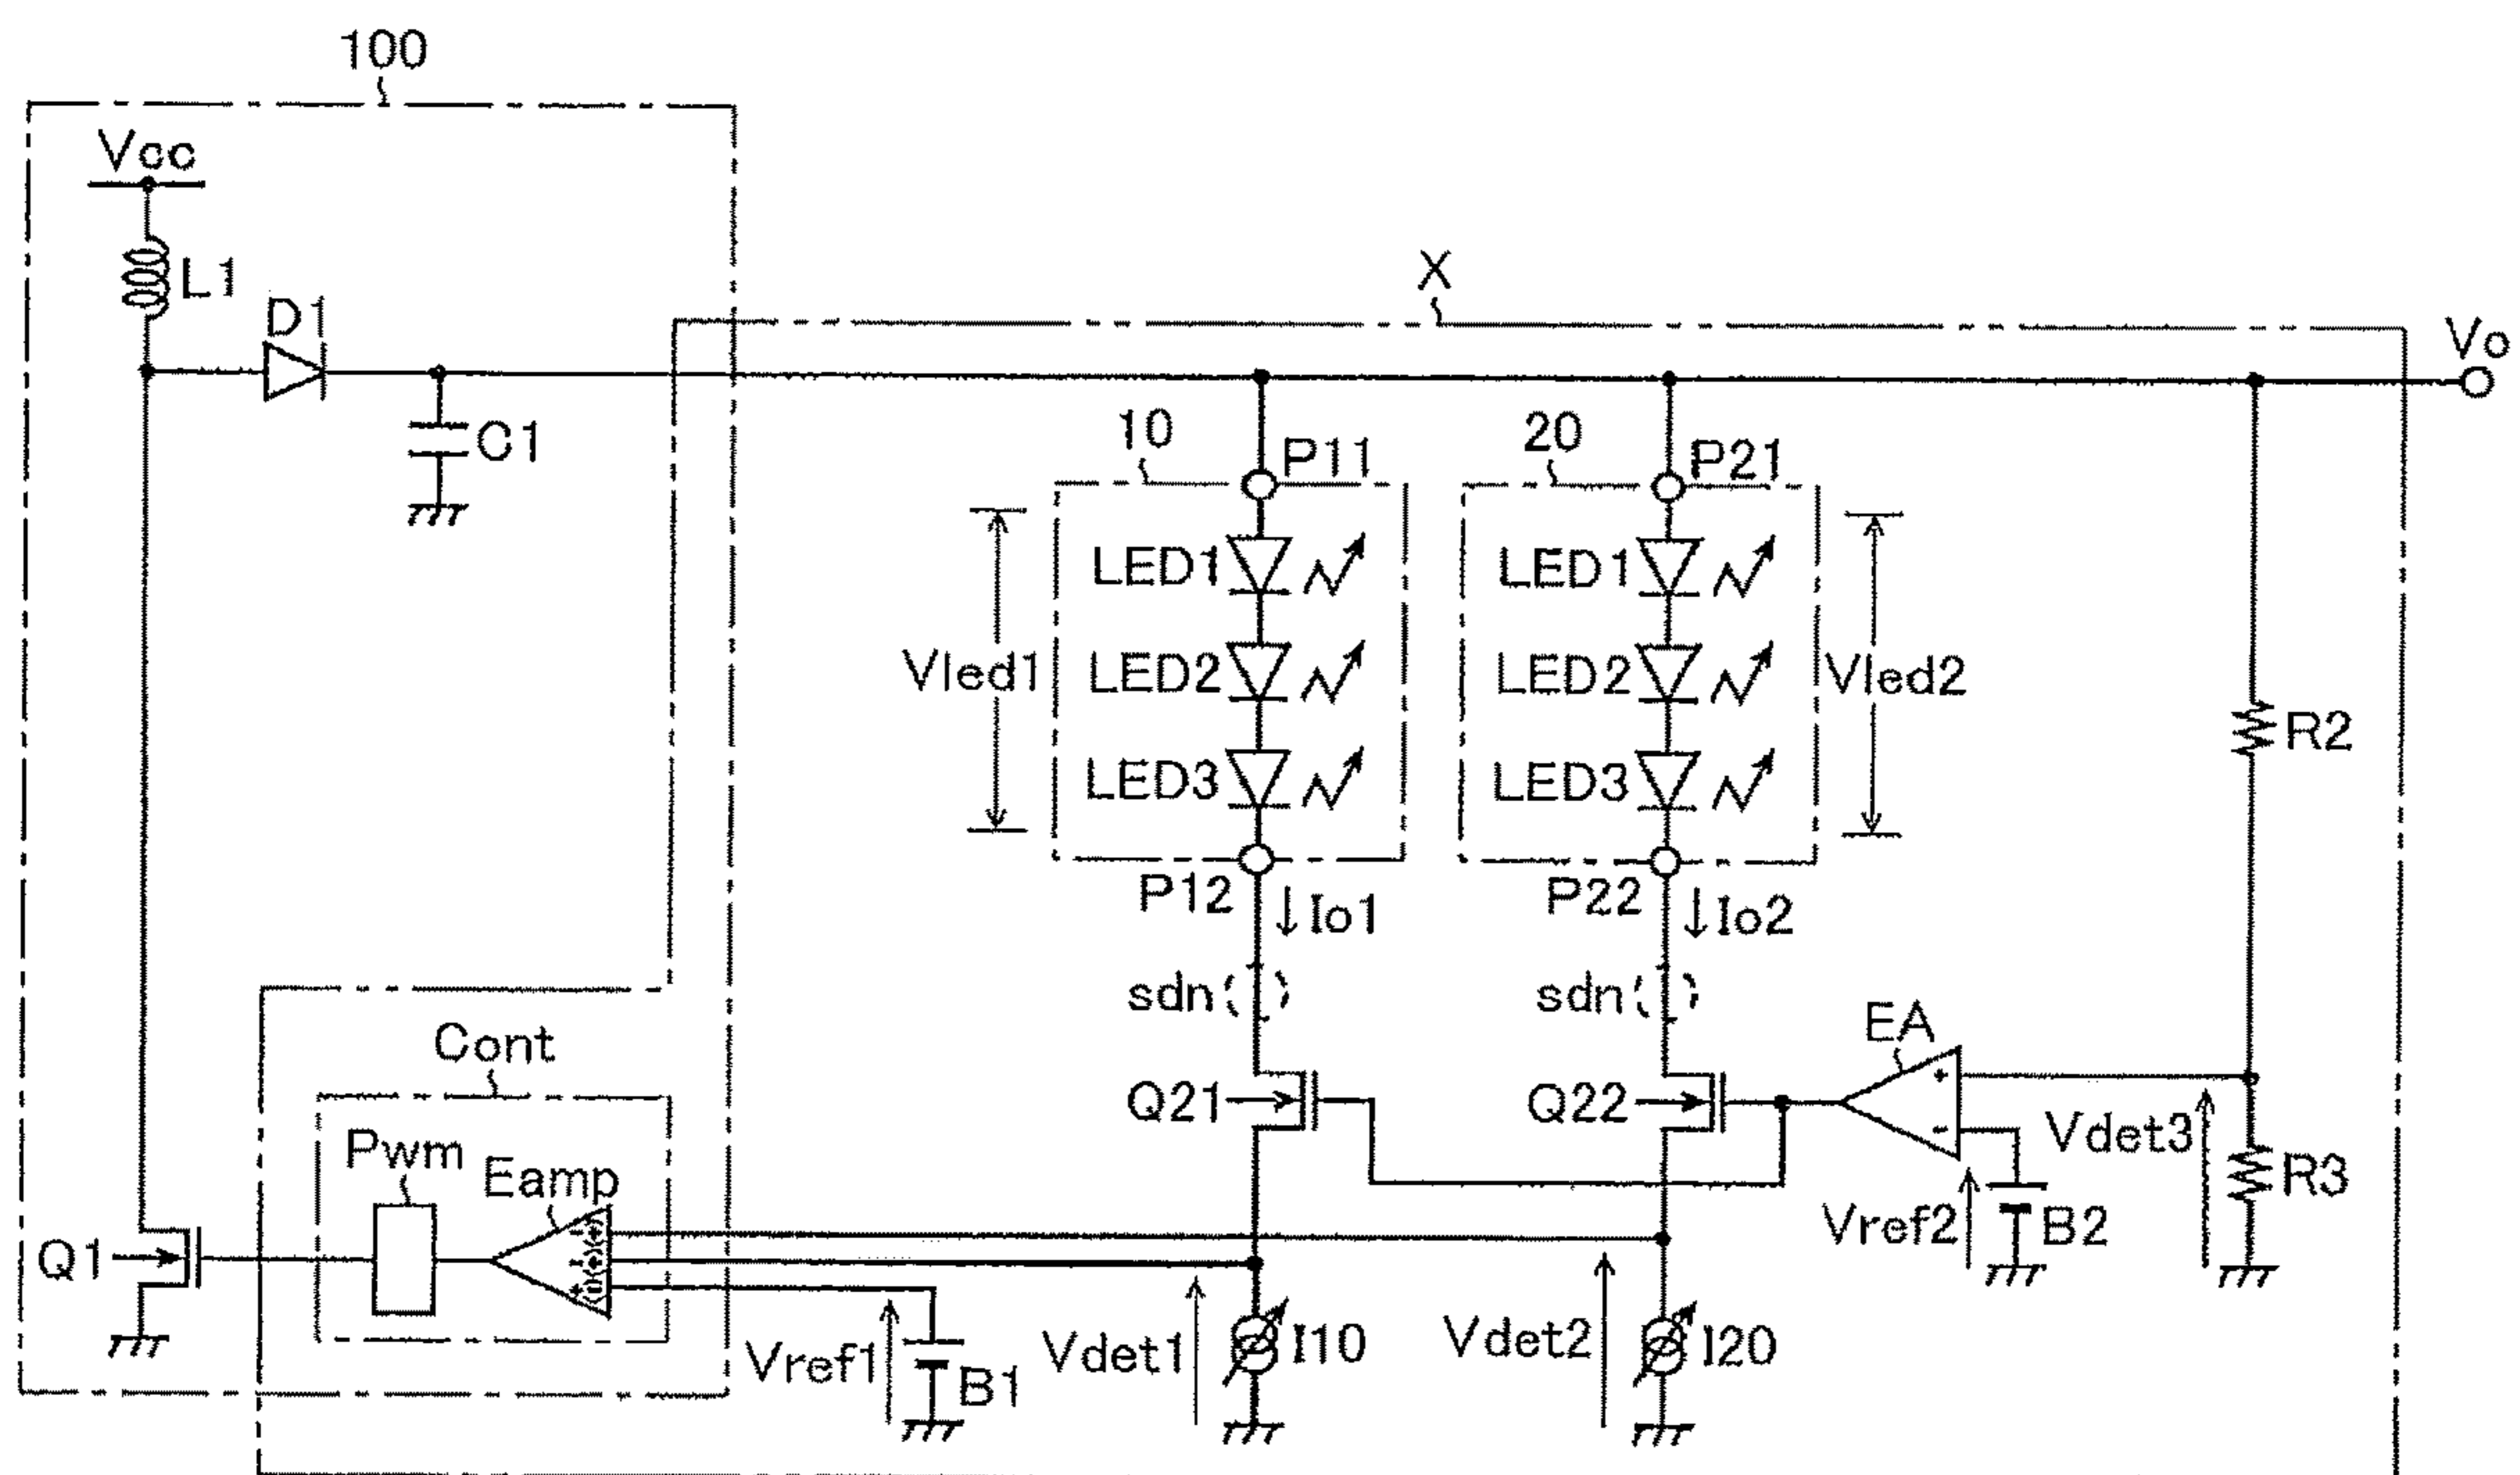 100
Vcc
L1
D1
C1
X
Vo
10
P11
20
P21
LED1
LED1
Vled1
LED2
LED2
Vled2
LED3
LED3
R2
P12
Io1
P22
Io2
sdn
sdn
EA
Cont
Q21
Q22
+
-
Vdet3
R3
Pwm
Eamp
Vref2
B2
Q1
Vref1
B1
Vdet1
I10
Vdet2
I20